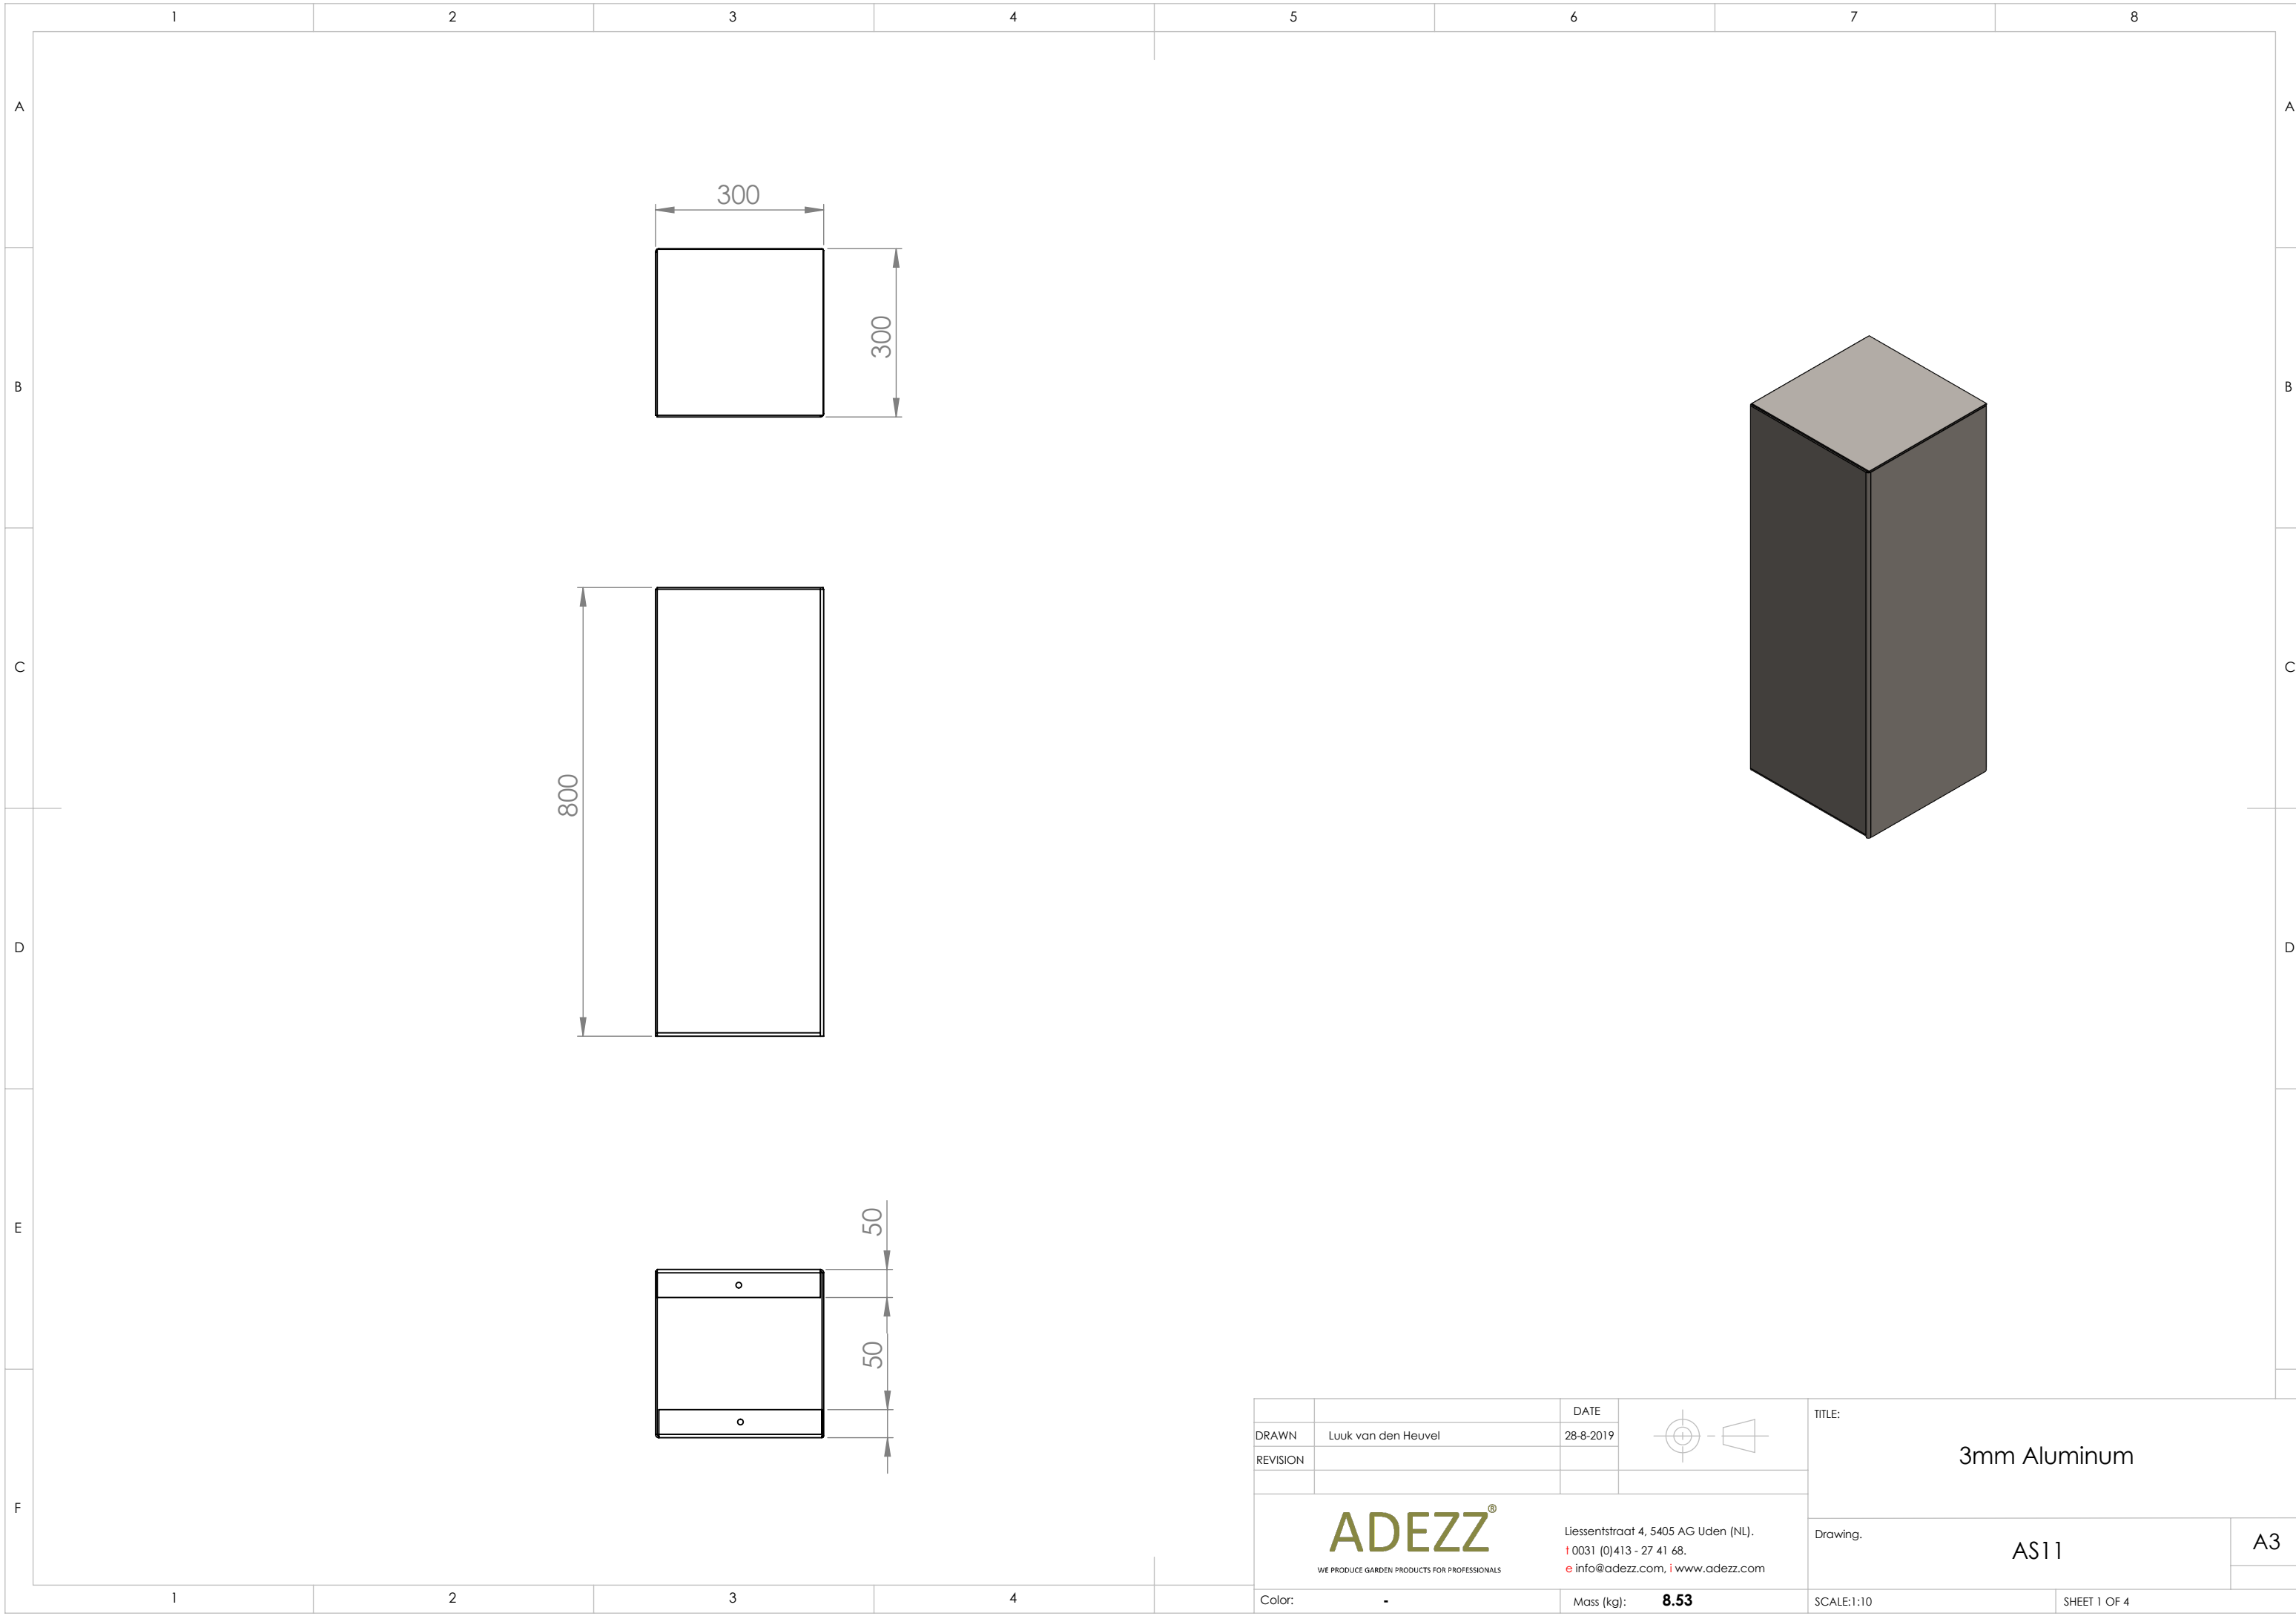 1 2 3 4 5 6 7 8
A A
300
300
B B
C C
800
D D
50
E
50
F
DATE
DRAWN Luuk van den Heuvel 28-8-2019
REVISION
TITLE:
3mm Aluminum
ADEZZ®
WE PRODUCE GARDEN PRODUCTS FOR PROFESSIONALS
Liessentstraat 4, 5405 AG Uden (NL).
t 0031 (0)413 - 27 41 68.
e info@adezz.com, i www.adezz.com
Drawing.
AS11
A3
1 2 3 4
Color: -
Mass (kg): 8.53
SCALE:1:10
SHEET 1 OF 4